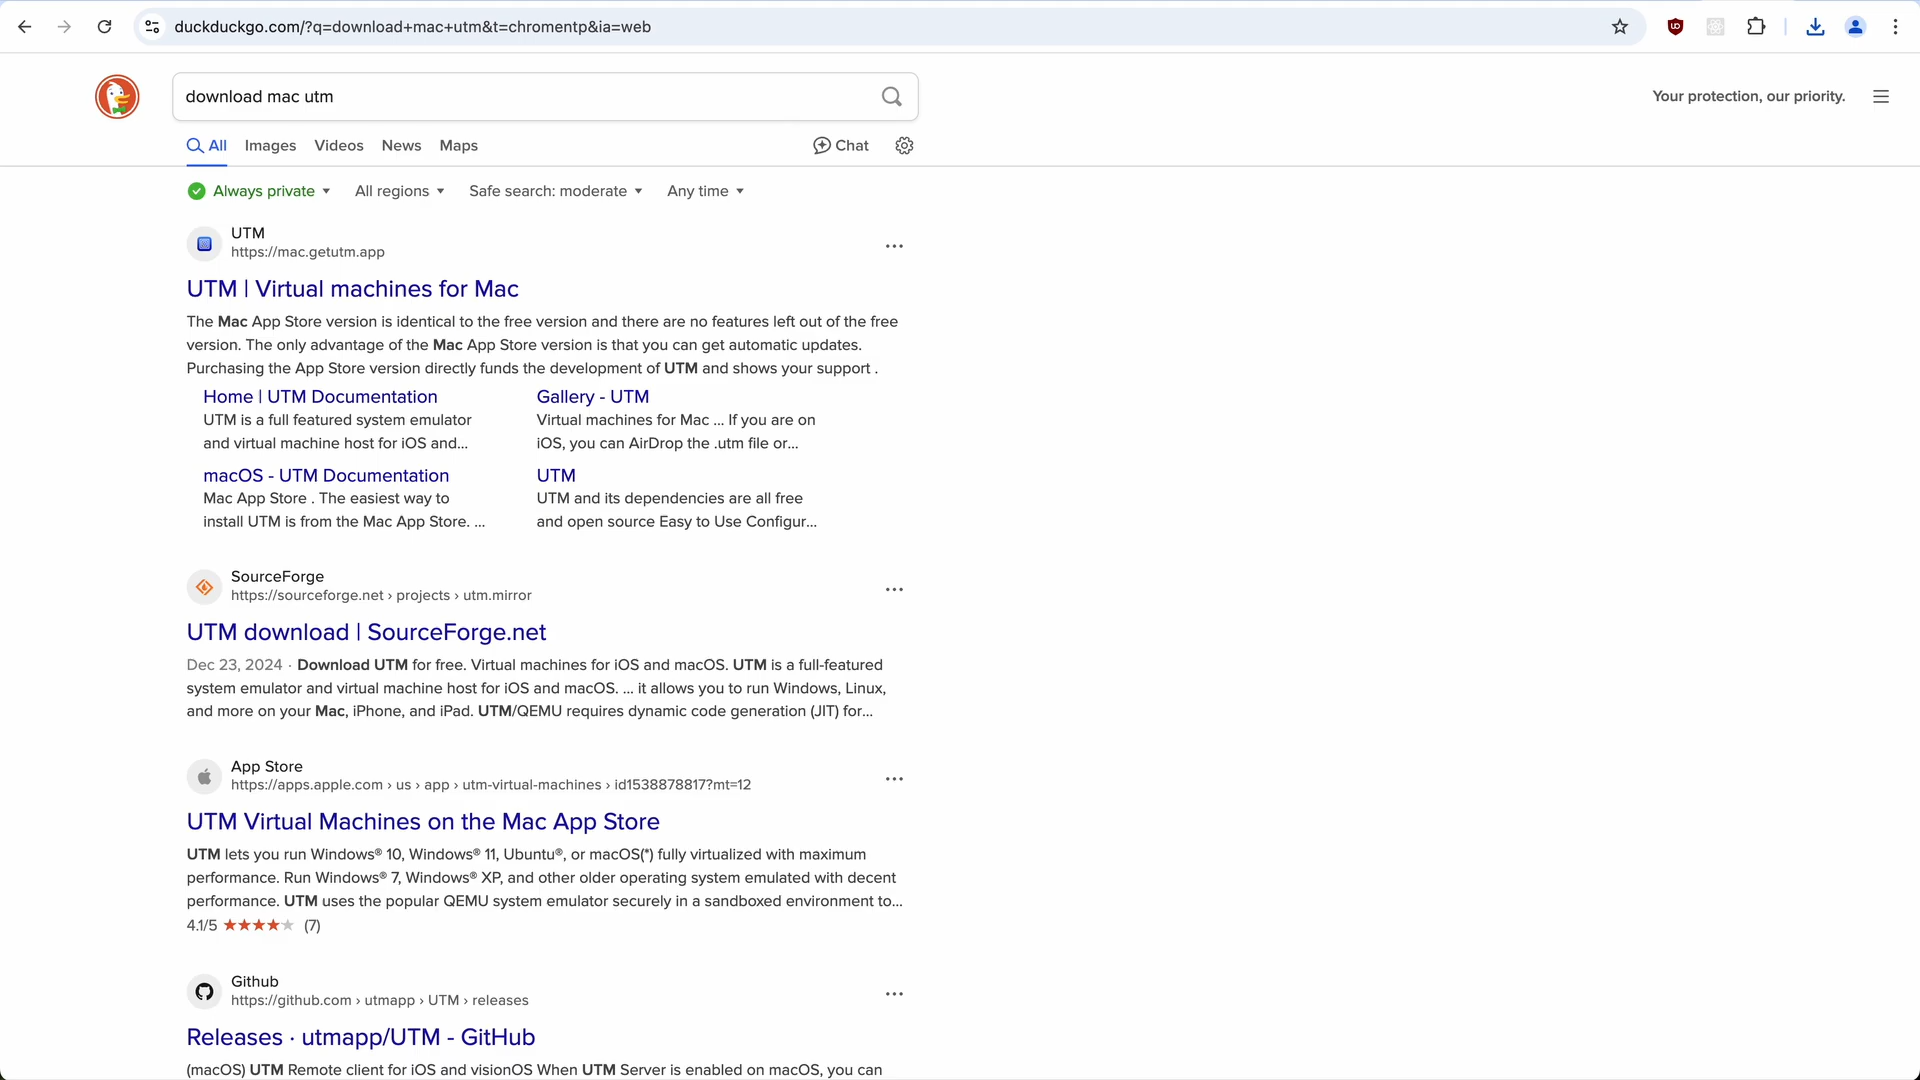 duckduckgo.com/?q=download+mac+utm&t=chromentp&ia=web
download mac utm
Your protection, our priority.
All Images Videos News Maps Chat
Always private All regions Safe search: moderate Any time
UTM
https://mac.getutm.app
UTM | Virtual machines for Mac
The Mac App Store version is identical to the free version and there are no features left out of the free
version. The only advantage of the Mac App Store version is that you can get automatic updates.
Purchasing the App Store version directly funds the development of UTM and shows your support .
Home | UTM Documentation
UTM is a full featured system emulator
and virtual machine host for iOS and...
Gallery - UTM
Virtual machines for Mac ... If you are on
iOS, you can AirDrop the .utm file or...
macOS - UTM Documentation
Mac App Store . The easiest way to
install UTM is from the Mac App Store. ...
UTM
UTM and its dependencies are all free
and open source Easy to Use Configur...
SourceForge
https://sourceforge.net › projects › utm.mirror
UTM download | SourceForge.net
Dec 23, 2024 · Download UTM for free. Virtual machines for iOS and macOS. UTM is a full-featured
system emulator and virtual machine host for iOS and macOS. ... it allows you to run Windows, Linux,
and more on your Mac, iPhone, and iPad. UTM/QEMU requires dynamic code generation (JIT) for...
App Store
https://apps.apple.com › us › app › utm-virtual-machines › id1538878817?mt=12
UTM Virtual Machines on the Mac App Store
UTM lets you run Windows® 10, Windows® 11, Ubuntu®, or macOS(*) fully virtualized with maximum
performance. Run Windows® 7, Windows® XP, and other older operating system emulated with decent
performance. UTM uses the popular QEMU system emulator securely in a sandboxed environment to...
4.1/5 ★★★★★ (7)
Github
https://github.com › utmapp › UTM › releases
Releases · utmapp/UTM - GitHub
(macOS) UTM Remote client for iOS and visionOS When UTM Server is enabled on macOS, you can